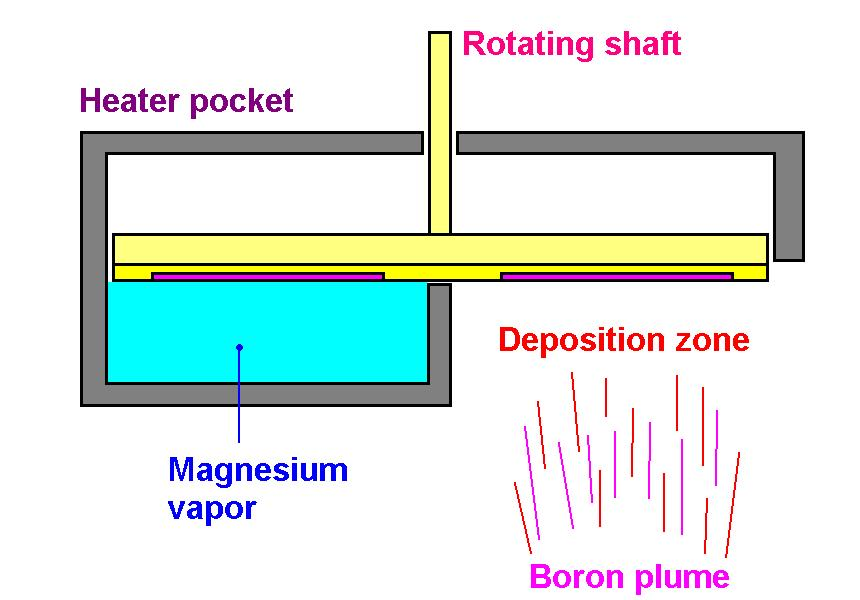 Rotating shaft
Heater pocket
Deposition zone
Magnesium
vapor
Boron plume